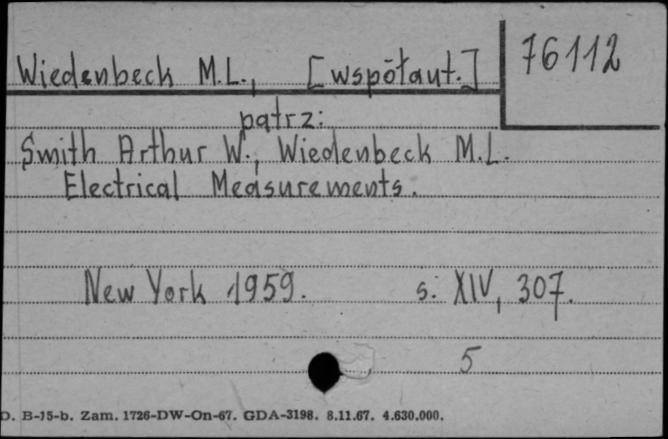 Wiedenbeck M.L., [współaut.] 76112
patrz:
Smith Arthur W., Wiedenbeck M.L.
Electrical Measurements.
New York 1959. s. XIV, 307.
5
D. B-15-b. Zam. 1726-DW-On-67. GDA-3198. 8.11.67. 4.630.000.